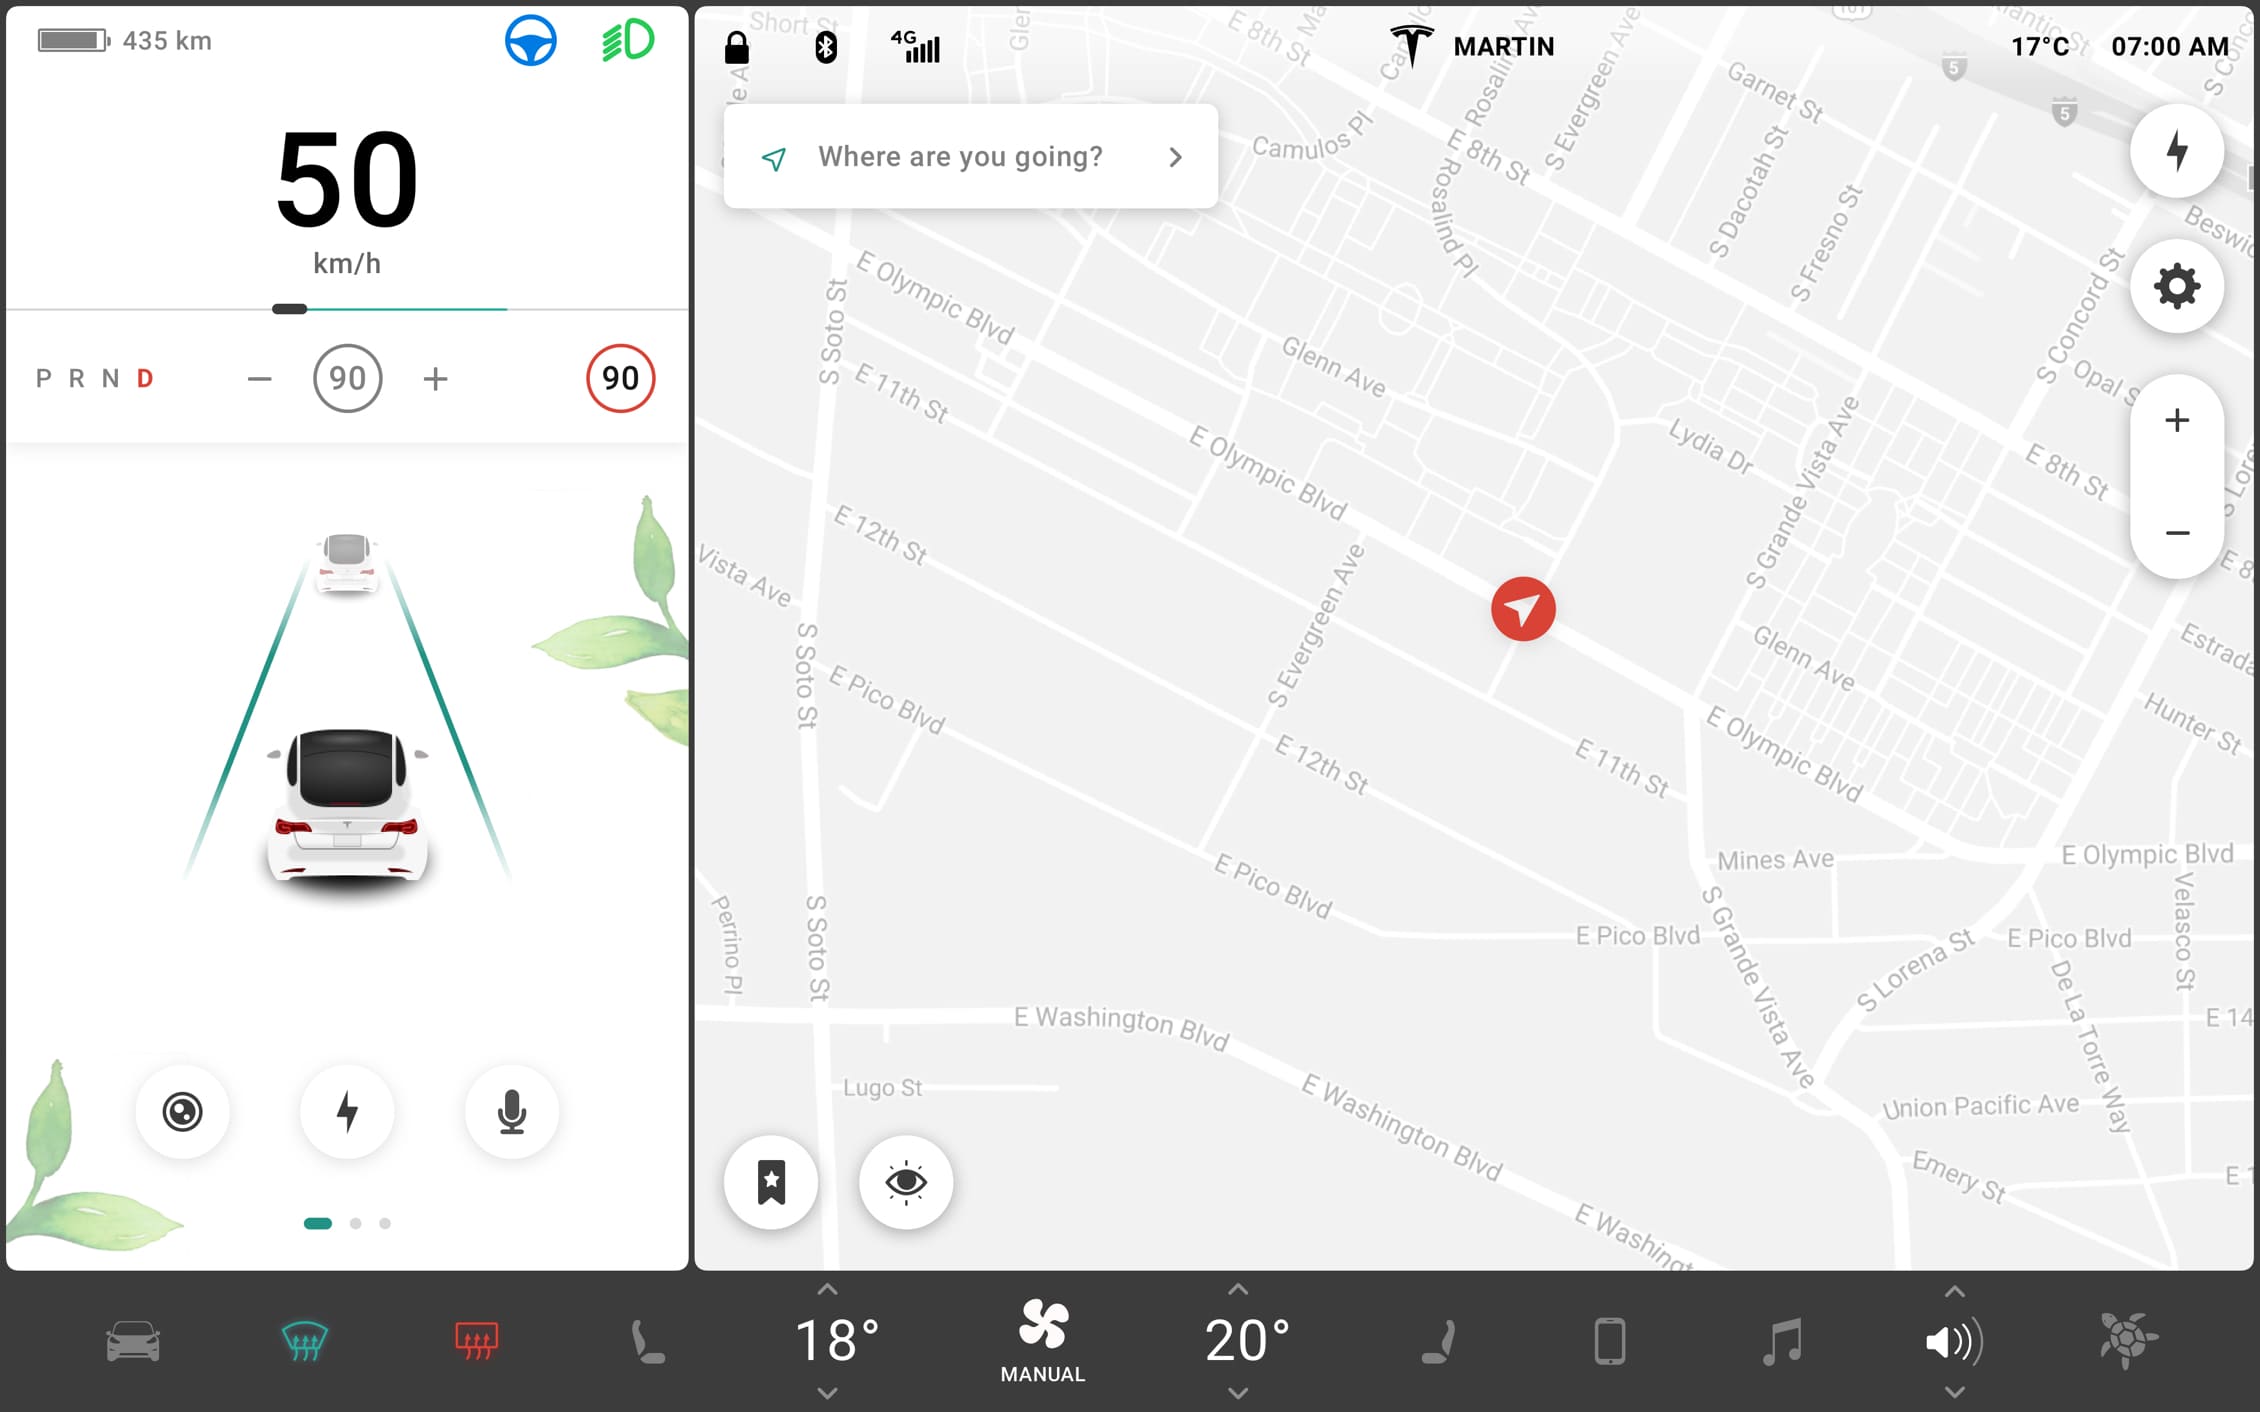 435 km
50
km/h
P R N D
90
90
4G
MARTIN
17°C
07:00 AM
Where are you going?
Short St
E 8th St
Camulos Pl
E 8th St
S Evergreen Ave
Garnet St
5
5
Rosalind Pl
S Dacotah St
S Fresno St
S Concord St
E Olympic Blvd
S Soto St
Glenn Ave
E 11th St
E Olympic Blvd
Lydia Dr
S Grande Vista Ave
E 8th St
E 12th St
Vista Ave
S Evergreen Ave
S Soto St
E Pico Blvd
Glenn Ave
Hunter St
E Olympic Blvd
E 12th St
E 11th St
Mines Ave
E Olympic Blvd
E Pico Blvd
Velasco St
Perrino Pl
S Soto St
E Pico Blvd
S Grande Vista Ave
E Pico Blvd
S Lorena St
De La Torre Way
E Washington Blvd
E 14
Lugo St
E Washington Blvd
Union Pacific Ave
Emery St
18°
MANUAL
20°